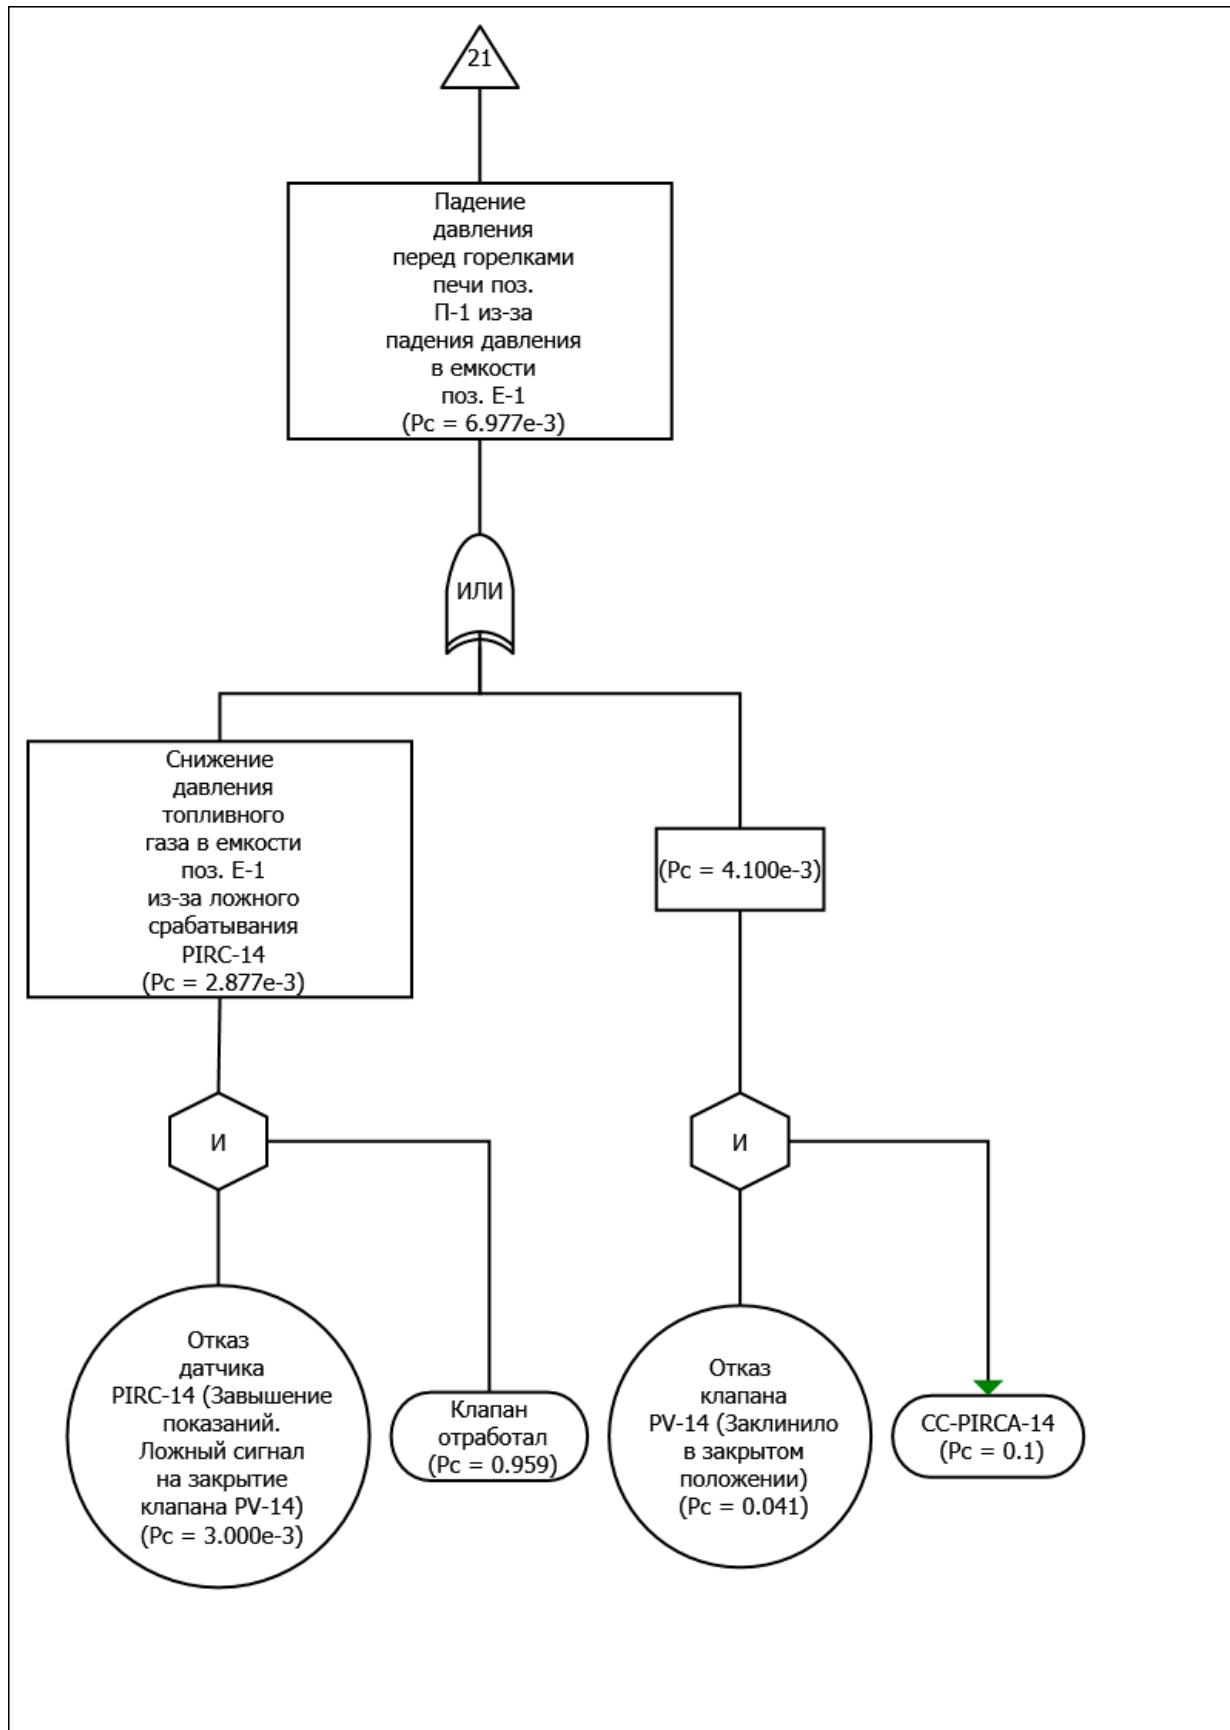 21
Падение
давления
перед горелками
печи поз.
П-1 из-за
падения давления
в емкости
поз. Е-1
(Pc = 6.977e-3)
ИЛИ
Снижение
давления
топливного
газа в емкости
поз. Е-1
из-за ложного
срабатывания
PIRC-14
(Pc = 2.877e-3)
(Pc = 4.100e-3)
И
И
Отказ
датчика
PIRC-14 (Завышение
показаний.
Ложный сигнал
на закрытие
клапана PV-14)
(Pc = 3.000e-3)
Клапан
отработал
(Pc = 0.959)
Отказ
клапана
PV-14 (Заклинило
в закрытом
положении)
(Pc = 0.041)
СС-PIRCA-14
(Pc = 0.1)